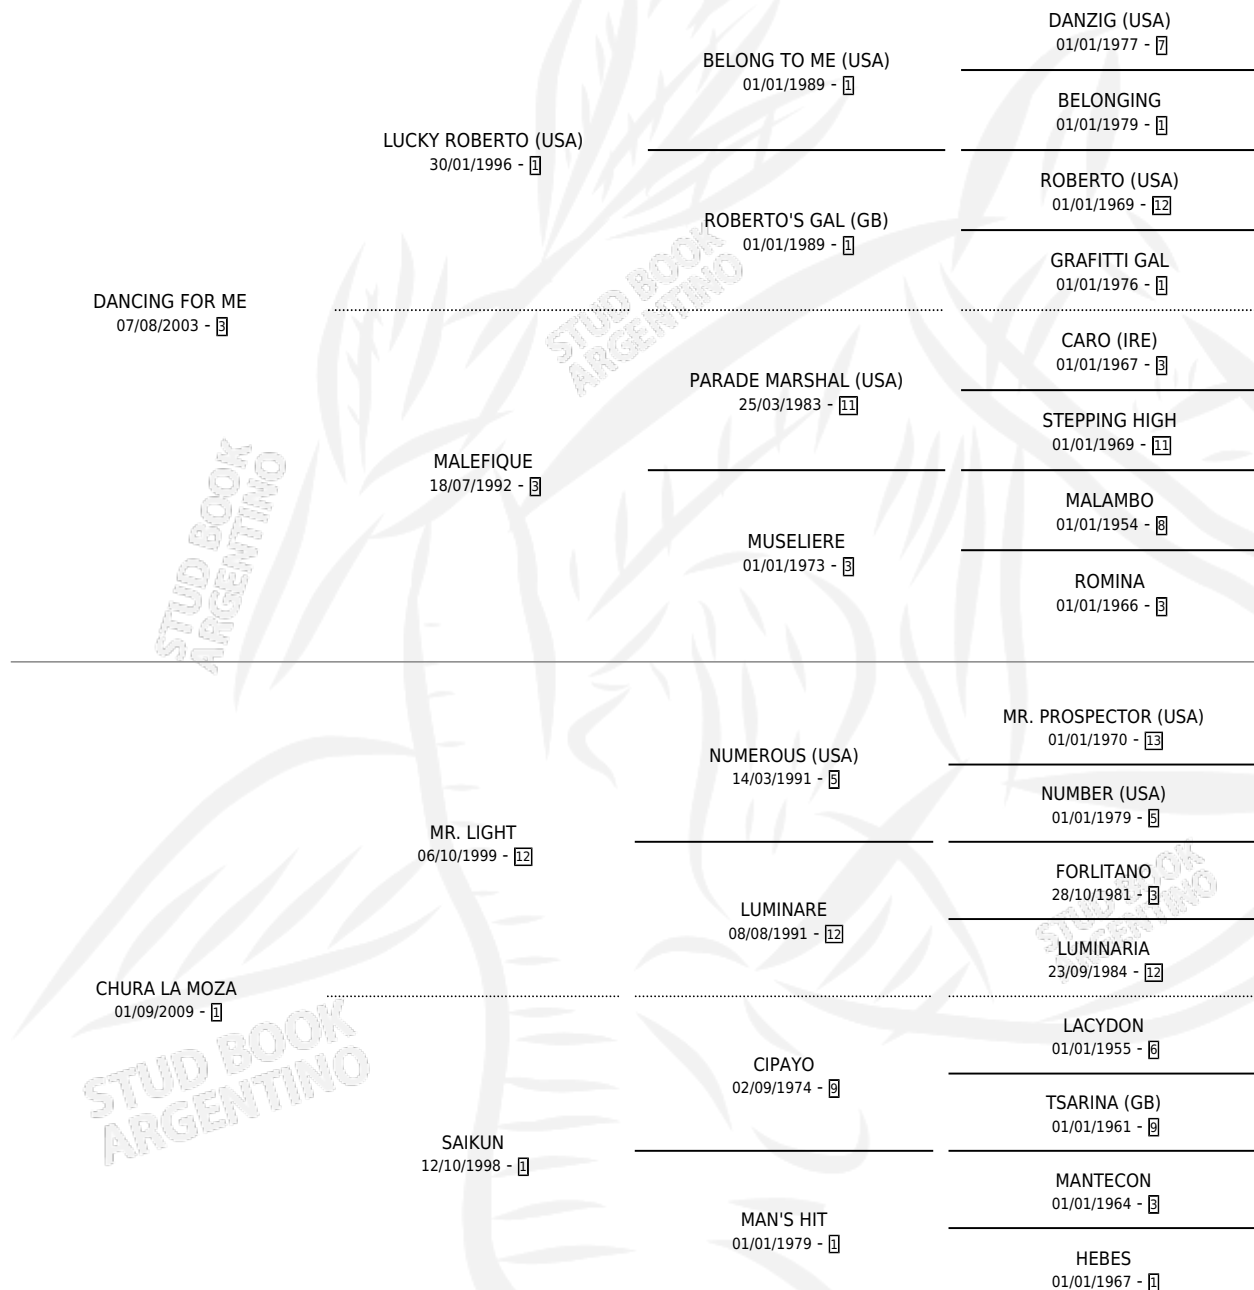 DANZIG (USA)
01/01/1977 - 7
BELONG TO ME (USA)
01/01/1989 - 1
BELONGING
01/01/1979 - 1
LUCKY ROBERTO (USA)
30/01/1996 - 1
ROBERTO (USA)
01/01/1969 - 12
ROBERTO'S GAL (GB)
01/01/1989 - 1
GRAFITTI GAL
01/01/1976 - 1
DANCING FOR ME
07/08/2003 - 3
STUD BOOK
ARGENTINO
CARO (IRE)
01/01/1967 - 3
PARADE MARSHAL (USA)
25/03/1983 - 11
STEPPING HIGH
01/01/1969 - 11
MALEFIQUE
18/07/1992 - 3
MALAMBO
01/01/1954 - 8
MUSELIERE
01/01/1973 - 3
ROMINA
01/01/1966 - 3
STUD BOOK
ARGENTINO
MR. PROSPECTOR (USA)
01/01/1970 - 13
NUMEROUS (USA)
14/03/1991 - 5
NUMBER (USA)
01/01/1979 - 5
MR. LIGHT
06/10/1999 - 12
FORLITANO
28/10/1981 - 3
LUMINARE
08/08/1991 - 12
LUMINARIA
23/09/1984 - 12
STUD BOOK
ARGENTINO
CHURA LA MOZA
01/09/2009 - 1
LACYDON
01/01/1955 - 6
CIPAYO
02/09/1974 - 9
TSARINA (GB)
01/01/1961 - 9
STUD BOOK
ARGENTINO
SAIKUN
12/10/1998 - 1
MANTECON
01/01/1964 - 3
MAN'S HIT
01/01/1979 - 1
HEBES
01/01/1967 - 1